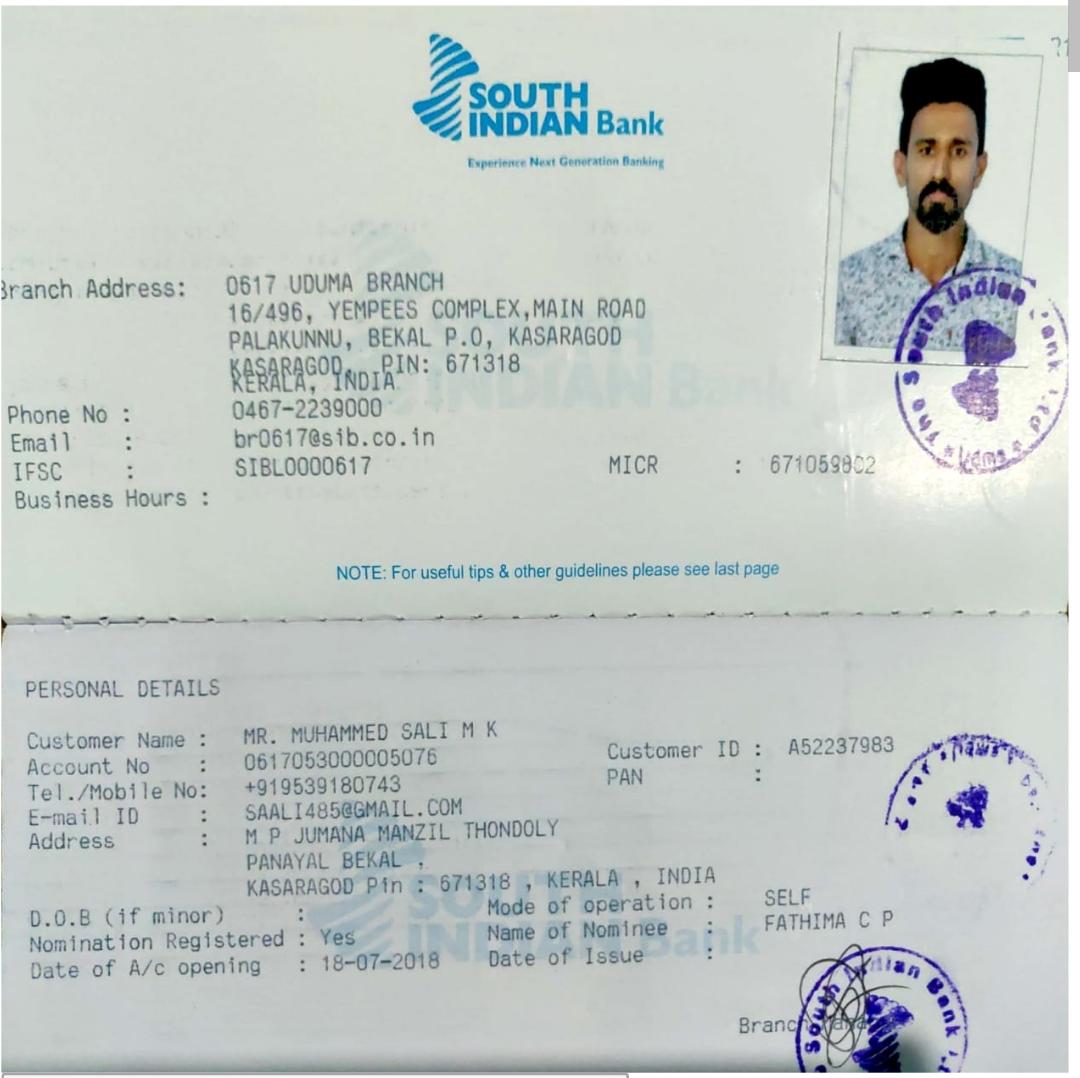 SOUTH
INDIAN Bank
Experience Next Generation Banking
Branch Address: 0617 UDUMA BRANCH
16/496, YEMPEES COMPLEX,MAIN ROAD
PALAKUNNU, BEKAL P.O, KASARAGOD
KASARAGOD, PIN: 671318
KERALA, INDIA
Phone No : 0467-2239000
Email : br0617@sib.co.in
IFSC : SIBL0000617 MICR : 671059802
Business Hours :
NOTE: For useful tips & other guidelines please see last page
PERSONAL DETAILS
Customer Name : MR. MUHAMMED SALI M K
Account No : 0617053000005076 Customer ID : A52237983
Tel./Mobile No: +919539180743 PAN :
E-mail ID : SAALI485@GMAIL.COM
Address : M P JUMANA MANZIL THONDOLY
PANAYAL BEKAL ,
KASARAGOD Pin : 671318 , KERALA , INDIA
D.O.B (if minor) : Mode of operation : SELF
Nomination Registered : Yes Name of Nominee : FATHIMA C P
Date of A/c opening : 18-07-2018 Date of Issue :
South Indian Bank